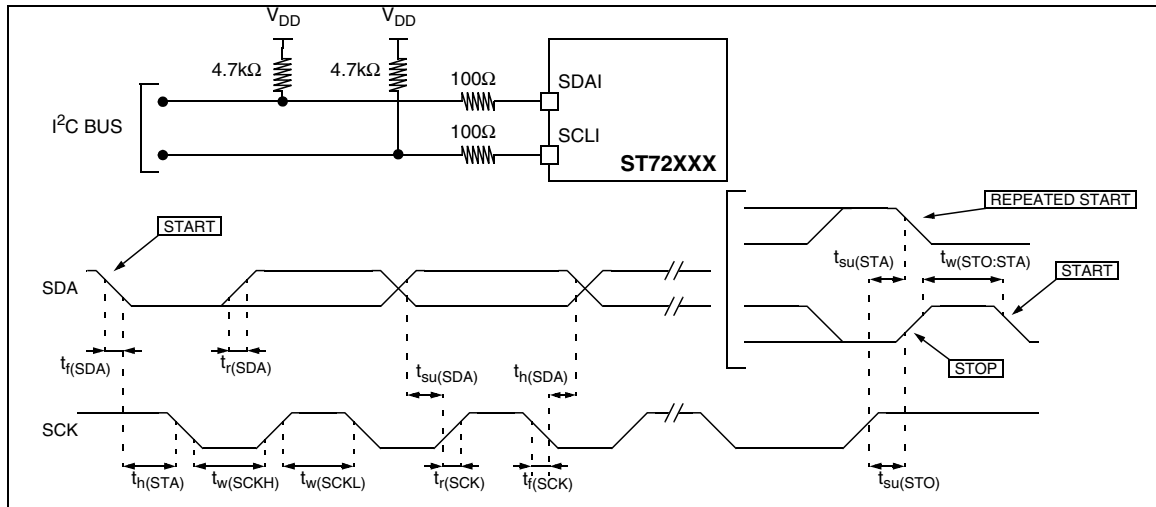 VDD VDD
4.7kΩ 4.7kΩ
100Ω SDAI
I²C BUS
100Ω SCLI
ST72XXX
REPEATED START
START
tsu(STA) tw(STO:STA) START
SDA
tf(SDA) tr(SDA) tsu(SDA) th(SDA) STOP
SCK
th(STA) tw(SCKH) tw(SCKL) tr(SCK) tf(SCK) tsu(STO)